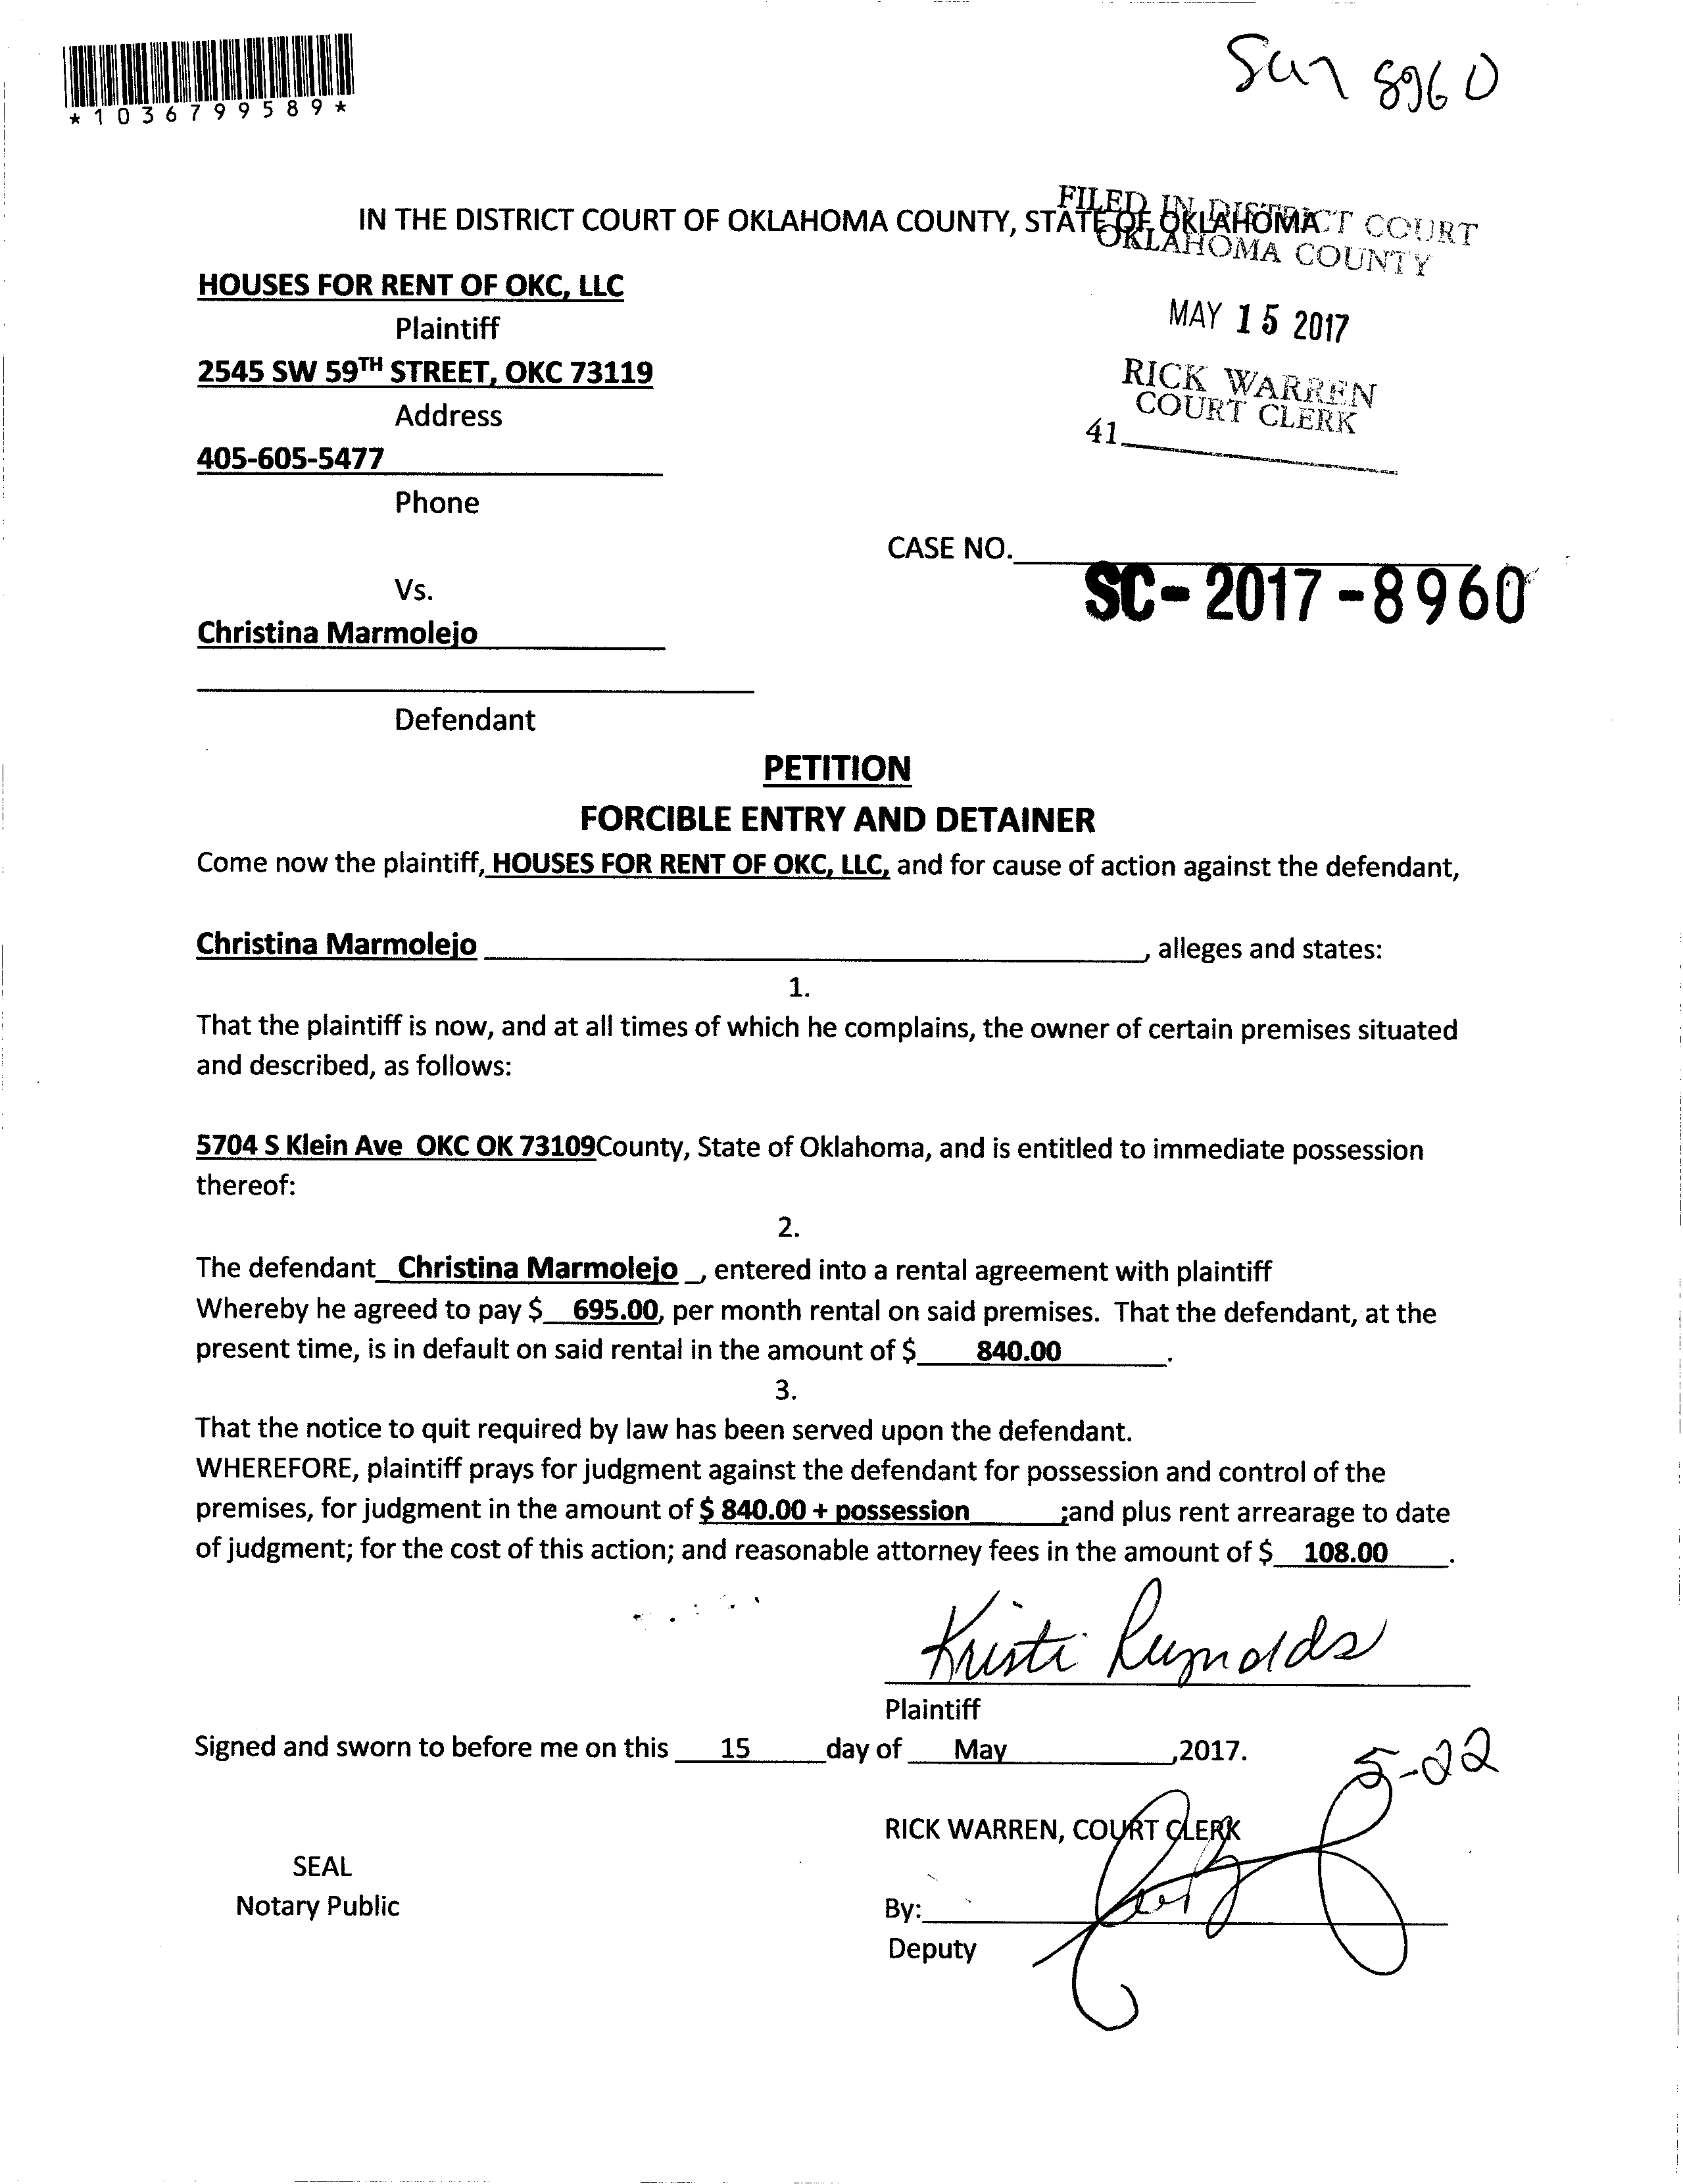 *1036799589*
8960
IN THE DISTRICT COURT OF OKLAHOMA COUNTY, STATE OF OKLAHOMA
FILED IN DISTRICT COURT
OKLAHOMA COUNTY
HOUSES FOR RENT OF OKC, LLC
MAY 15 2017
Plaintiff
2545 SW 59TH STREET, OKC 73119
RICK WARREN
COURT CLERK
Address
41
405-605-5477
Phone
CASE NO.
SC-2017-8960
Vs.
Christina Marmolejo
Defendant
PETITION
FORCIBLE ENTRY AND DETAINER
Come now the plaintiff, HOUSES FOR RENT OF OKC, LLC, and for cause of action against the defendant,
Christina Marmolejo, alleges and states:
1.
That the plaintiff is now, and at all times of which he complains, the owner of certain premises situated
and described, as follows:
5704 S Klein Ave OKC OK 73109County, State of Oklahoma, and is entitled to immediate possession
thereof:
2.
The defendant Christina Marmolejo , entered into a rental agreement with plaintiff
Whereby he agreed to pay $ 695.00, per month rental on said premises. That the defendant, at the
present time, is in default on said rental in the amount of $ 840.00 .
3.
That the notice to quit required by law has been served upon the defendant.
WHEREFORE, plaintiff prays for judgment against the defendant for possession and control of the
premises, for judgment in the amount of $ 840.00 + possession ;and plus rent arrearage to date
of judgment; for the cost of this action; and reasonable attorney fees in the amount of $ 108.00 .
Kristi Reynolds
Plaintiff
Signed and sworn to before me on this 15 day of May ,2017.
5-22
RICK WARREN, COURT CLERK
SEAL
Notary Public
By:
Deputy